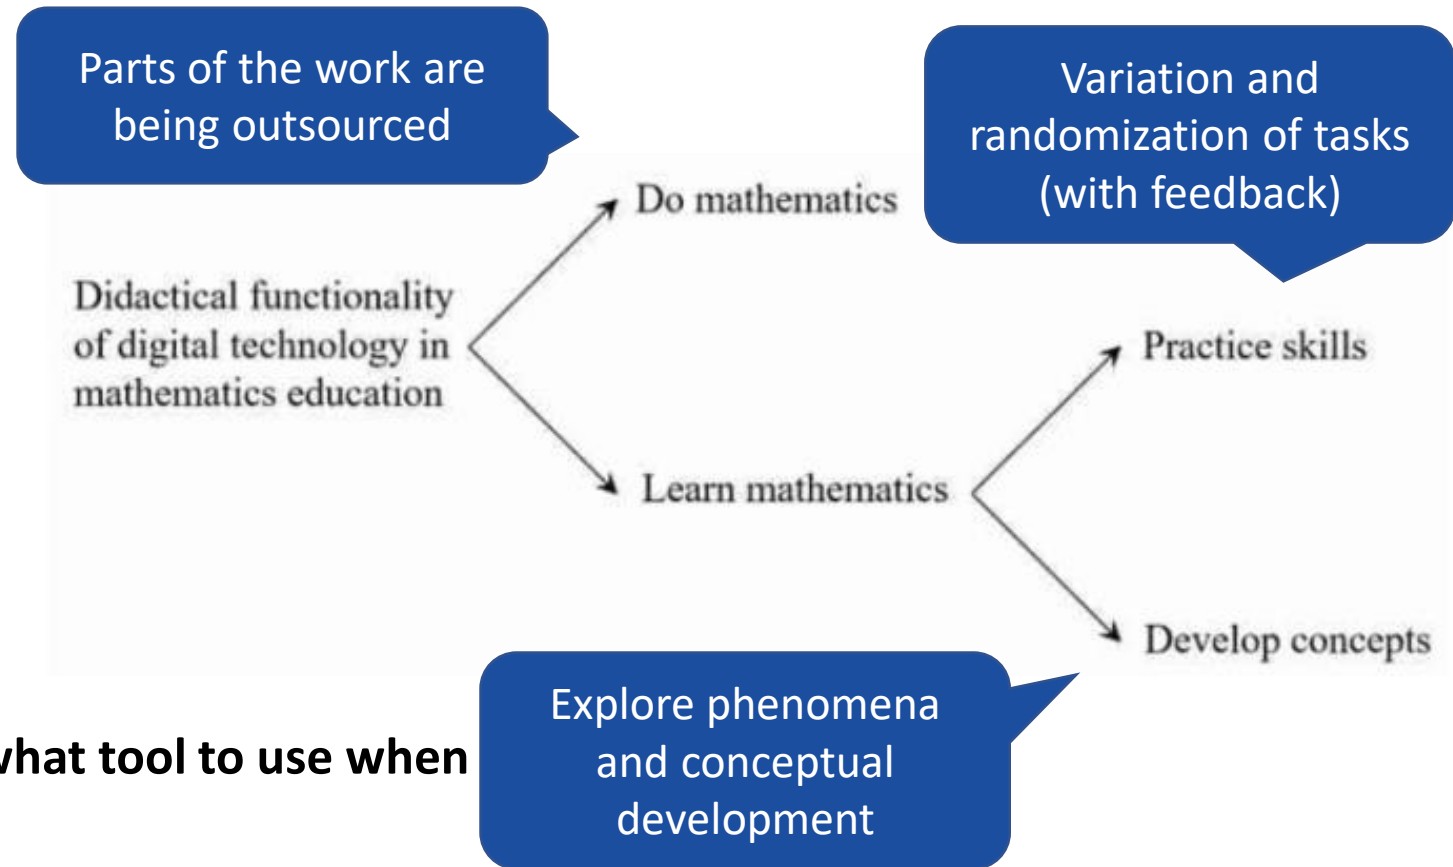 Parts of the work are
being outsourced
Variation and
randomization of tasks
(with feedback)
Do mathematics
Didactical functionality
of digital technology in
mathematics education
Practice skills
Learn mathematics
Develop concepts
Explore phenomena
and conceptual
development
what tool to use when